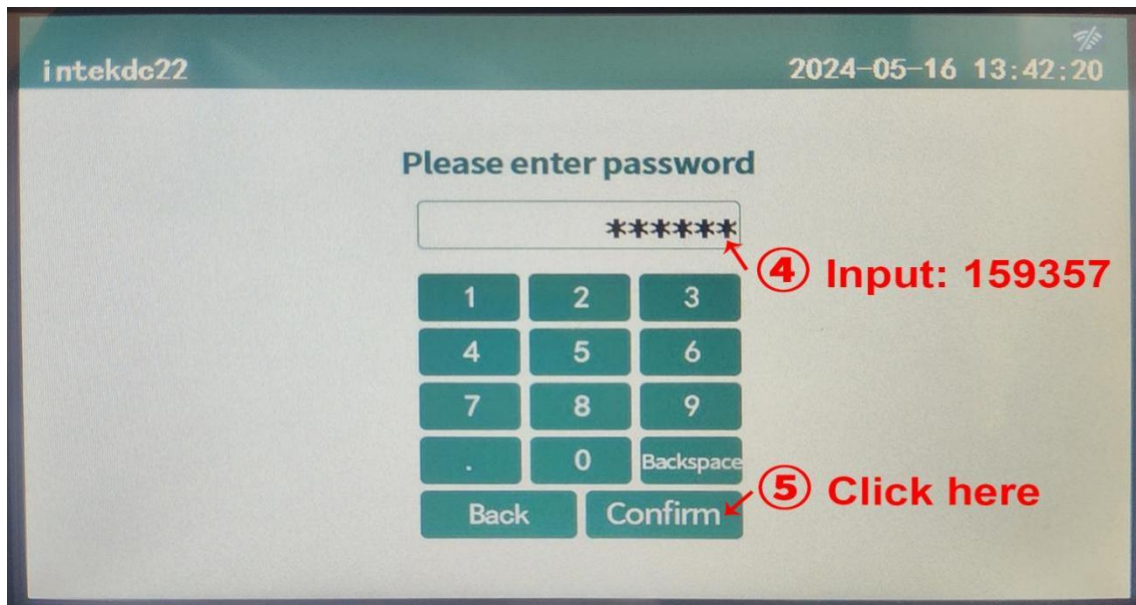 intekdc22
2024-05-16 13:42:20
Please enter password
******
④ Input: 159357
1 2 3
4 5 6
7 8 9
. 0 Backspace
Back Confirm
⑤ Click here